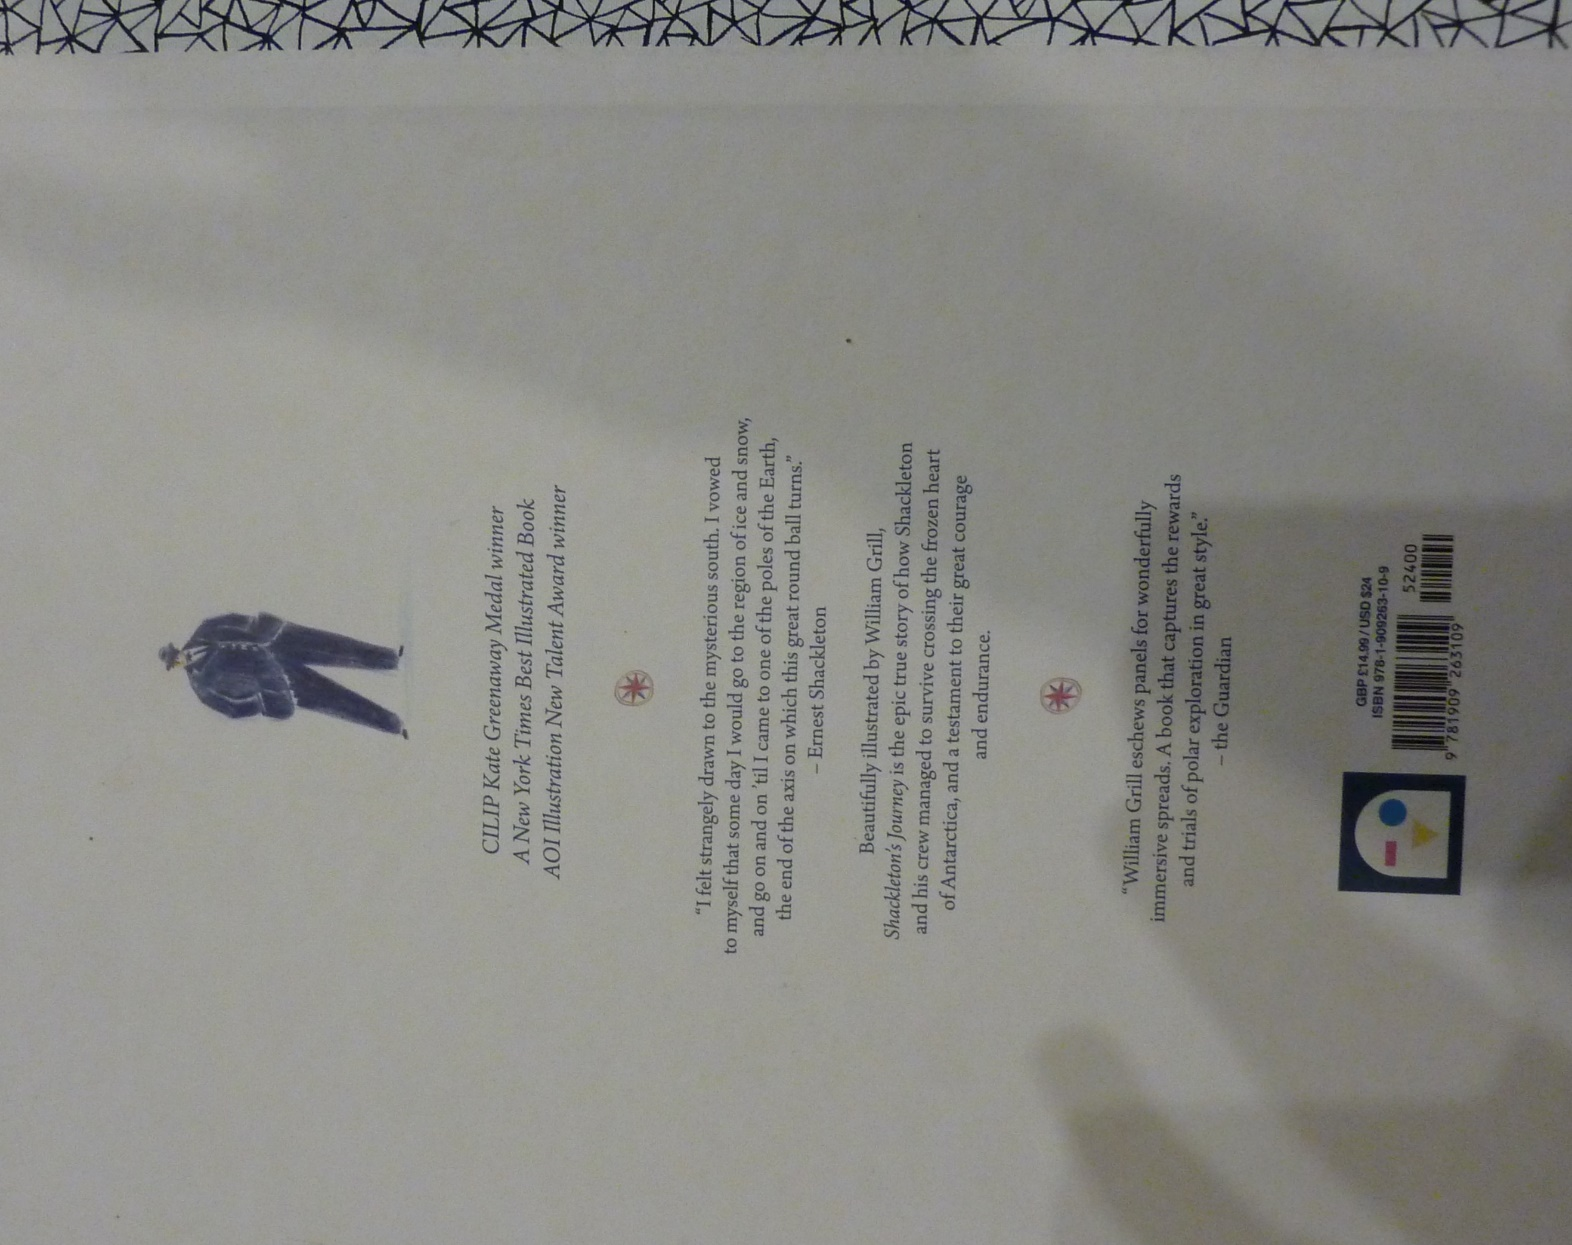 CILIP Kate Greenaway Medal winner
A New York Times Best Illustrated Book
AOI Illustration New Talent Award winner
“I felt strangely drawn to the mysterious south. I vowed
to myself that some day I would go to the region of ice and snow,
and go on and on ’til I came to one of the poles of the Earth,
the end of the axis on which this great round ball turns.”
– Ernest Shackleton
Beautifully illustrated by William Grill,
Shackleton’s Journey is the epic true story of how Shackleton
and his crew managed to survive crossing the frozen heart
of Antarctica, and a testament to their great courage
and endurance.
“William Grill eschews panels for wonderfully
immersive spreads. A book that captures the rewards
and trials of polar exploration in great style.”
– the Guardian
GBP £14.99 / USD $24
ISBN 978-1-909263-10-9
52400
9 781909 263109